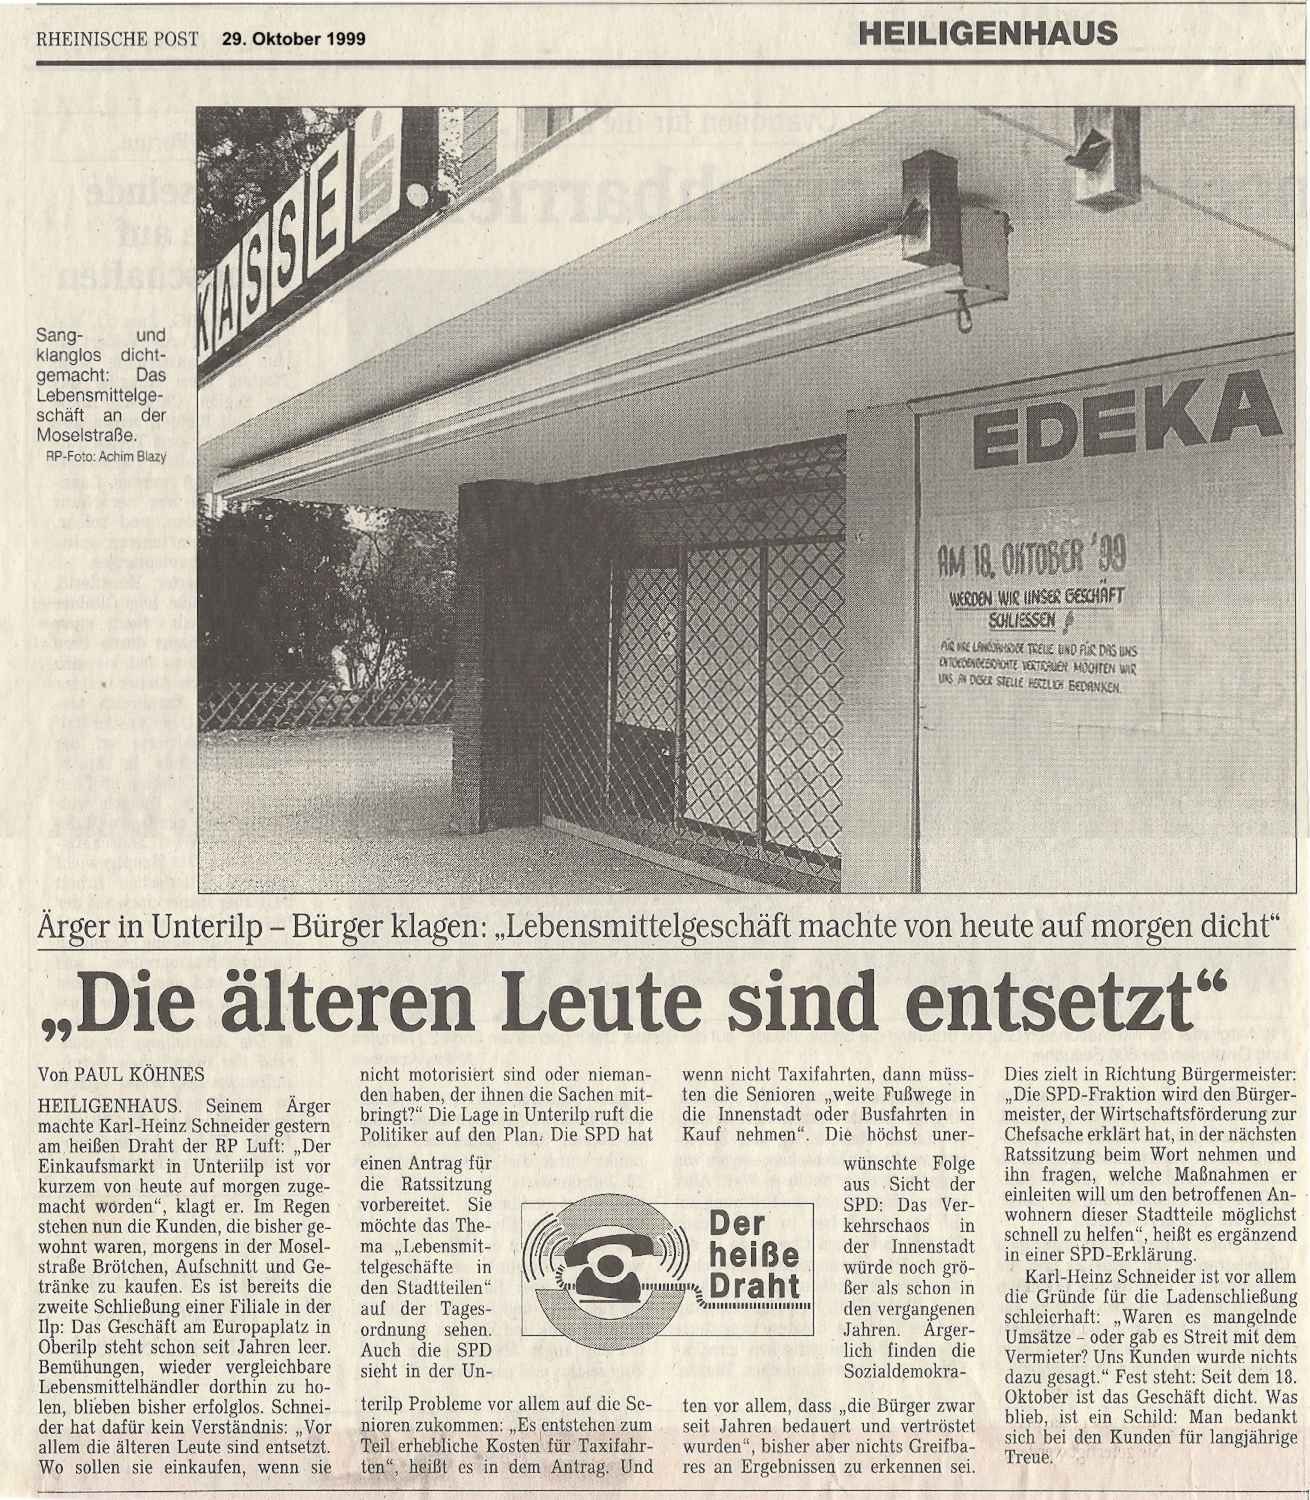 RHEINISCHE POST 29. Oktober 1999
HEILIGENHAUS
KASSE
Sang- und
klanglos dicht-
gemacht: Das
Lebensmittelge-
schäft an der
Moselstraße.
RP-Foto: Achim Blazy
EDEKA
AM 18. OKTOBER '99
WERDEN WIR UNSER GESCHÄFT
SCHLIESSEN
FÜR IHRE LANGJÄHRIGE TREUE UND FÜR DAS UNS
ENTGEGENGEBRACHTE VERTRAUEN MÖCHTEN WIR
UNS AN DIESER STELLE HERZLICH BEDANKEN.
Ärger in Unterilp – Bürger klagen: „Lebensmittelgeschäft machte von heute auf morgen dicht“
„Die älteren Leute sind entsetzt“
Von PAUL KÖHNES
HEILIGENHAUS. Seinem Ärger
machte Karl-Heinz Schneider gestern
am heißen Draht der RP Luft: „Der
Einkaufsmarkt in Unteriilp ist vor
kurzem von heute auf morgen zuge-
macht worden“, klagt er. Im Regen
stehen nun die Kunden, die bisher ge-
wohnt waren, morgens in der Mosel-
straße Brötchen, Aufschnitt und Ge-
tränke zu kaufen. Es ist bereits die
zweite Schließung einer Filiale in der
Ilp: Das Geschäft am Europaplatz in
Oberilp steht schon seit Jahren leer.
Bemühungen, wieder vergleichbare
Lebensmittelhändler dorthin zu ho-
len, blieben bisher erfolglos. Schnei-
der hat dafür kein Verständnis: „Vor
allem die älteren Leute sind entsetzt.
Wo sollen sie einkaufen, wenn sie
nicht motorisiert sind oder nieman-
den haben, der ihnen die Sachen mit-
bringt?“ Die Lage in Unterilp ruft die
Politiker auf den Plan. Die SPD hat
einen Antrag für
die Ratssitzung
vorbereitet. Sie
möchte das The-
ma „Lebensmit-
telgeschäfte in
den Stadtteilen“
auf der Tages-
ordnung sehen.
Auch die SPD
sieht in der Un-
terilp Probleme vor allem auf die Se-
nioren zukommen: „Es entstehen zum
Teil erhebliche Kosten für Taxifahr-
ten“, heißt es in dem Antrag. Und
Der
heiße
Draht
wenn nicht Taxifahrten, dann müss-
ten die Senioren „weite Fußwege in
die Innenstadt oder Busfahrten in
Kauf nehmen“. Die höchst uner-
wünschte Folge
aus Sicht der
SPD: Das Ver-
kehrschaos in
der Innenstadt
würde noch grö-
ßer als schon in
den vergangenen
Jahren. Ärger-
lich finden die
Sozialdemokra-
ten vor allem, dass „die Bürger zwar
seit Jahren bedauert und vertröstet
wurden“, bisher aber nichts Greifba-
res an Ergebnissen zu erkennen sei.
Dies zielt in Richtung Bürgermeister:
„Die SPD-Fraktion wird den Bürger-
meister, der Wirtschaftsförderung zur
Chefsache erklärt hat, in der nächsten
Ratssitzung beim Wort nehmen und
ihn fragen, welche Maßnahmen er
einleiten will um den betroffenen An-
wohnern dieser Stadtteile möglichst
schnell zu helfen“, heißt es ergänzend
in einer SPD-Erklärung.
Karl-Heinz Schneider ist vor allem
die Gründe für die Ladenschließung
schleierhaft: „Waren es mangelnde
Umsätze – oder gab es Streit mit dem
Vermieter? Uns Kunden wurde nichts
dazu gesagt.“ Fest steht: Seit dem 18.
Oktober ist das Geschäft dicht. Was
blieb, ist ein Schild: Man bedankt
sich bei den Kunden für langjährige
Treue.